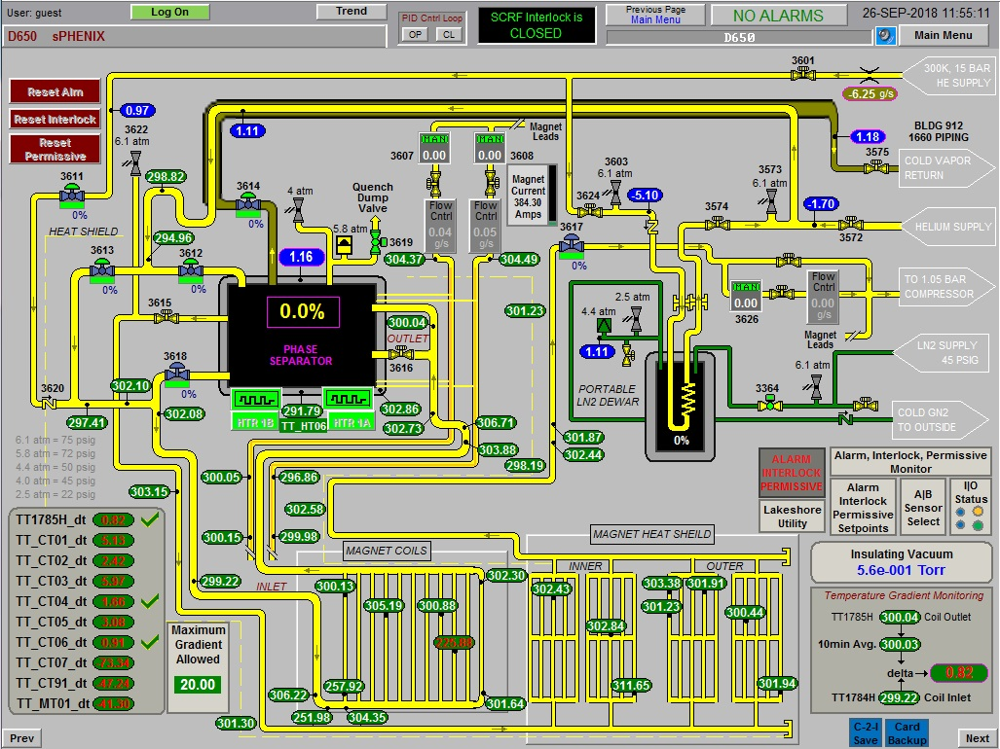 User: guest
Log On
Trend
PID Cntrl Loop
OP CL
SCRF Interlock is
CLOSED
Previous Page
Main Menu
NO ALARMS
26-SEP-2018 11:55:11
D650 sPHENIX
D650
Main Menu
Reset Alm
Reset Interlock
Reset
Permissive
0.97
3622
6.1 atm
1.11
3601
-6.25 g/s
300K, 15 BAR
HE SUPPLY
Magnet
Leads
3607
MAN
0.00
MAN
0.00
3608
1.18
BLDG 912
1660 PIPING
3575
COLD VAPOR
RETURN
3611
0%
298.82
3614
0%
4 atm
Quench
Dump
Valve
5.8 atm
3619
Flow
Cntrl
0.04
g/s
Flow
Cntrl
0.05
g/s
Magnet
Current
384.30
Amps
3603
6.1 atm
3624
-5.10
3573
6.1 atm
3574
-1.70
3572
HELIUM SUPPLY
HEAT SHIELD
294.96
3613
0%
3612
0%
1.16
304.37
304.49
3617
0%
TO 1.05 BAR
COMPRESSOR
MAN
0.00
3626
Flow
Cntrl
0.00
g/s
Magnet
Leads
3615
0.0%
PHASE
SEPARATOR
300.04
OUTLET
3616
301.23
2.5 atm
4.4 atm
1.11
LN2 SUPPLY
45 PSIG
6.1 atm
3618
0%
302.10
3620
297.41
302.08
HTR 1B
291.79
TT_HT06
HTR 1A
302.86
302.73
306.71
PORTABLE
LN2 DEWAR
0%
3364
COLD GN2
TO OUTSIDE
6.1 atm = 75 psig
5.8 atm = 72 psig
4.4 atm = 50 psig
4.0 atm = 45 psig
2.5 atm = 22 psig
303.88
298.19
301.87
302.44
300.05
296.86
303.15
302.58
300.15
299.98
ALARM
INTERLOCK
PERMISSIVE
Alarm, Interlock, Permissive
Monitor
Lakeshore
Utility
Alarm
Interlock
Permissive
Setpoints
A|B
Sensor
Select
I|O
Status
TT1785H_dt 0.82
TT_CT01_dt 5.13
TT_CT02_dt 2.42
TT_CT03_dt 5.97
TT_CT04_dt 1.66
TT_CT05_dt 3.08
TT_CT06_dt 0.91
TT_CT07_dt -73.34
TT_CT91_dt -47.24
TT_MT01_dt -41.30
Maximum
Gradient
Allowed
20.00
299.22
INLET
MAGNET COILS
300.13
305.19
300.88
225.88
302.30
257.92
306.22
251.98
304.35
301.64
301.30
MAGNET HEAT SHEILD
INNER
OUTER
302.43
302.84
303.38
301.91
301.23
300.44
311.65
301.94
Insulating Vacuum
5.6e-001 Torr
Temperature Gradient Monitoring
TT1785H 300.04 Coil Outlet
10min Avg. 300.03
delta 0.82
TT1784H 299.22 Coil Inlet
Prev
C-2-I
Save
Card
Backup
Next